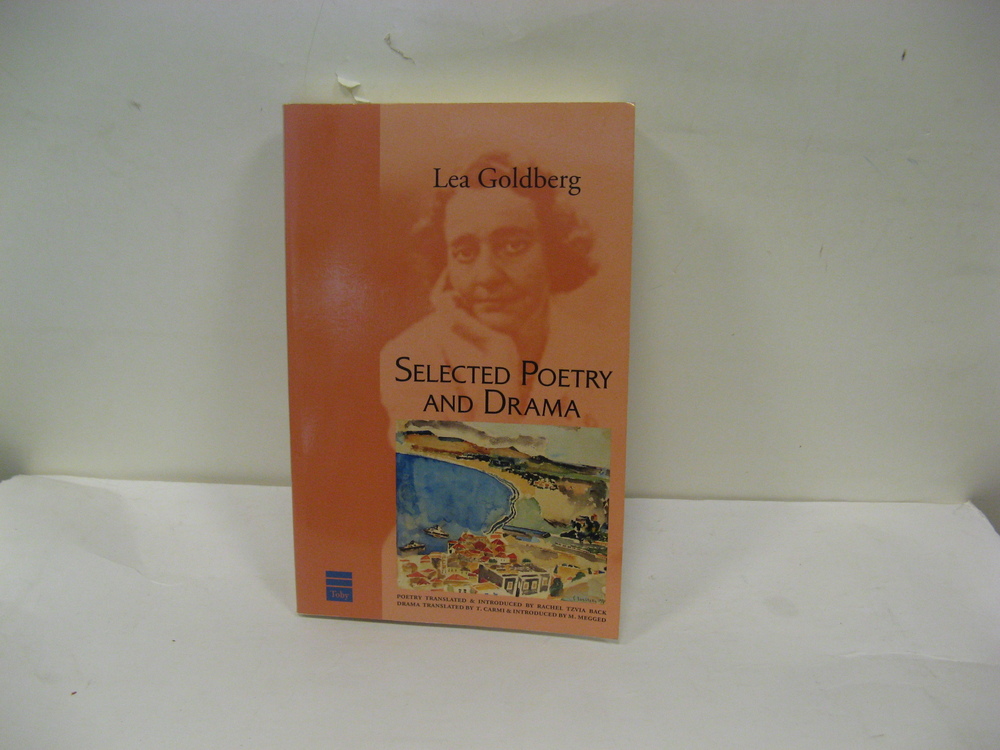 Lea Goldberg
SELECTED POETRY
AND DRAMA
POETRY TRANSLATED & INTRODUCED BY RACHEL TZVIA BACK
DRAMA TRANSLATED BY T. CARMI & INTRODUCED BY M. MEGGED
Toby